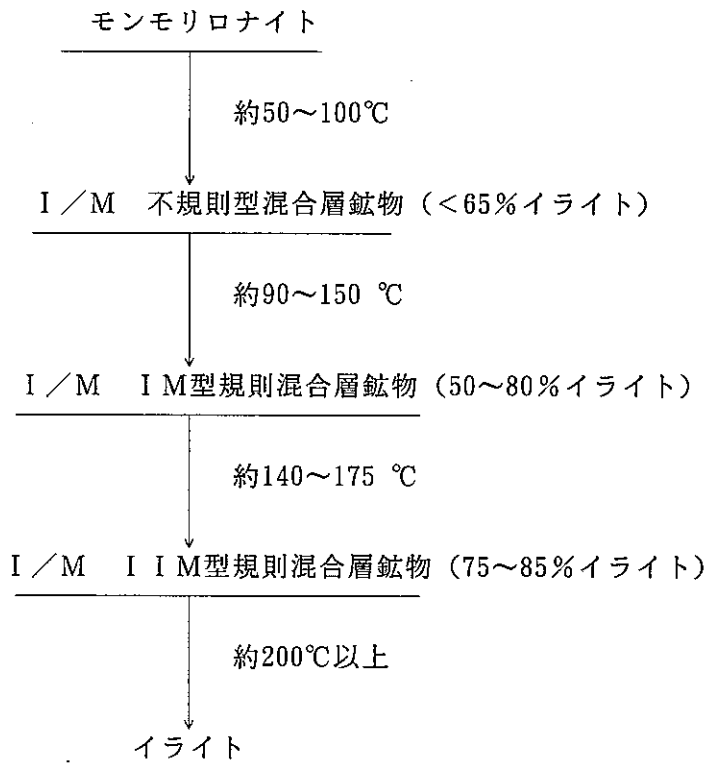 モンモリロナイト
約50〜100℃
I/M 不規則型混合層鉱物(<65%イライト)
約90〜150 ℃
I/M IM型規則混合層鉱物(50〜80%イライト)
約140〜175 ℃
I/M IIM型規則混合層鉱物(75〜85%イライト)
約200℃以上
イライト